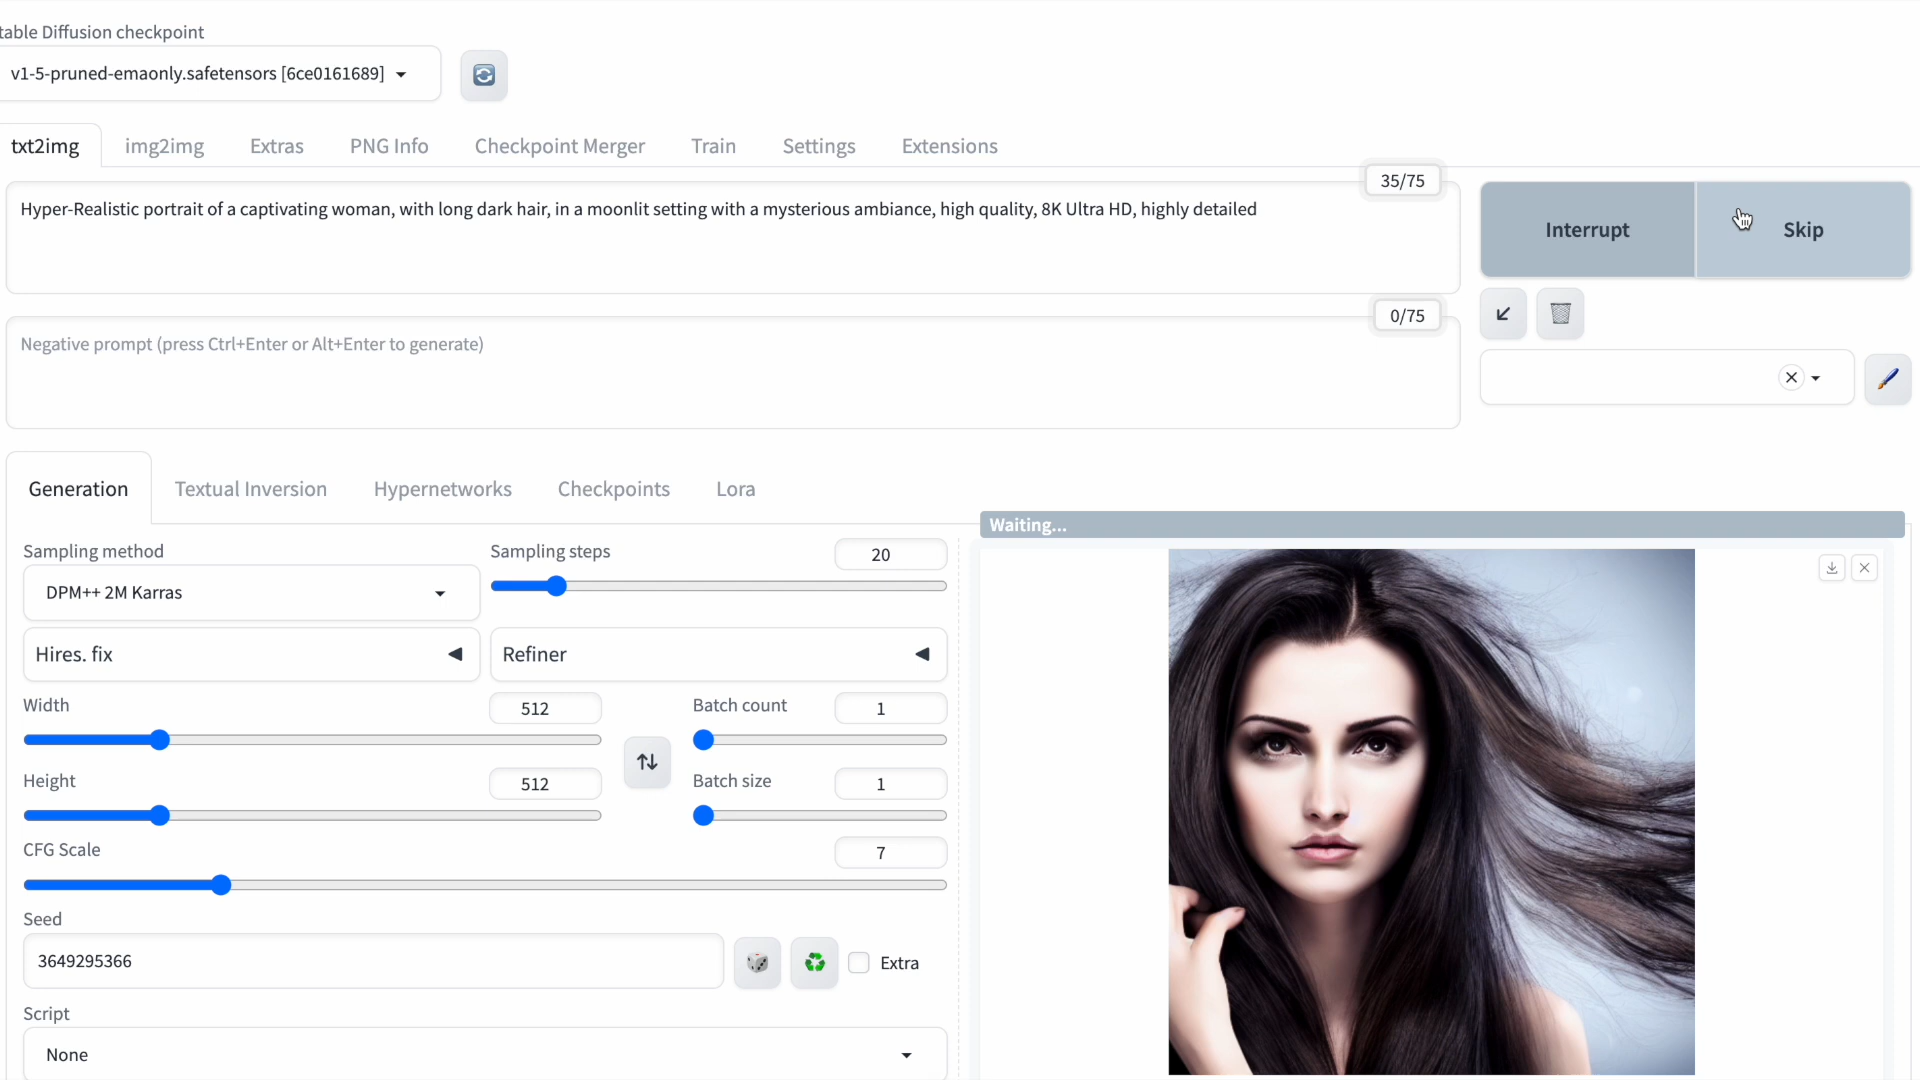 table Diffusion checkpoint
v1-5-pruned-emaonly.safetensors [6ce0161689]
txt2img img2img Extras PNG Info Checkpoint Merger Train Settings Extensions
35/75
Hyper-Realistic portrait of a captivating woman, with long dark hair, in a moonlit setting with a mysterious ambiance, high quality, 8K Ultra HD, highly detailed
Interrupt Skip
0/75
Negative prompt (press Ctrl+Enter or Alt+Enter to generate)
Generation Textual Inversion Hypernetworks Checkpoints Lora
Waiting...
Sampling method Sampling steps 20
DPM++ 2M Karras
Hires. fix Refiner
Width 512 Batch count 1
Height 512 Batch size 1
CFG Scale 7
Seed
3649295366 Extra
Script
None